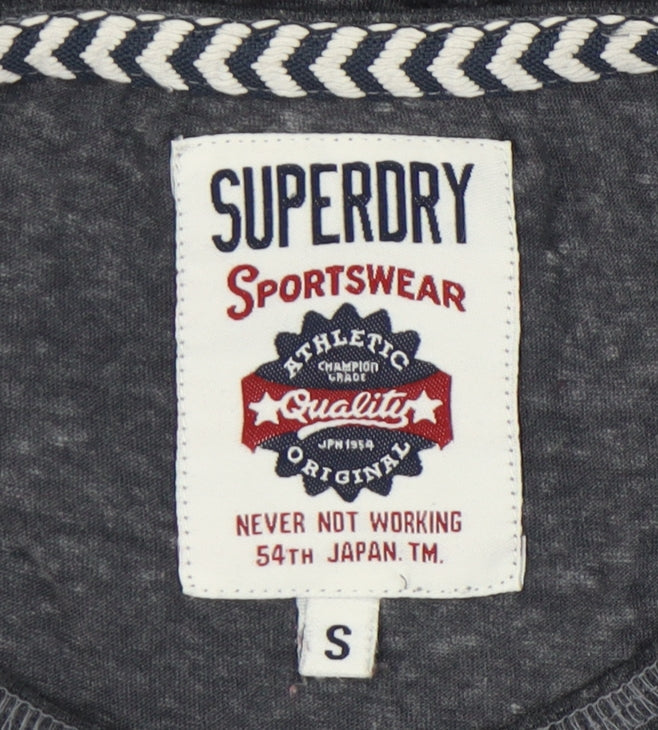 SUPERDRY
SPORTSWEAR
ATHLETIC
CHAMPION
GRADE
Quality
JPN 1954
ORIGINAL
NEVER NOT WORKING
54TH JAPAN. TM.
S